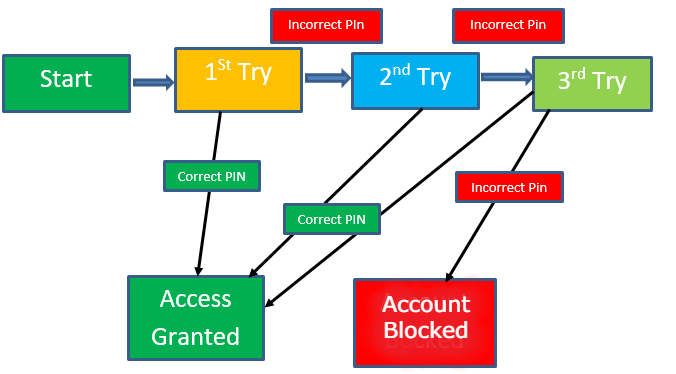 Incorrect PIn
Incorrect Pin
Start
1St Try
2nd Try
3rd Try
Correct PIN
Incorrect Pin
Correct PIN
Access
Granted
Account
Blocked